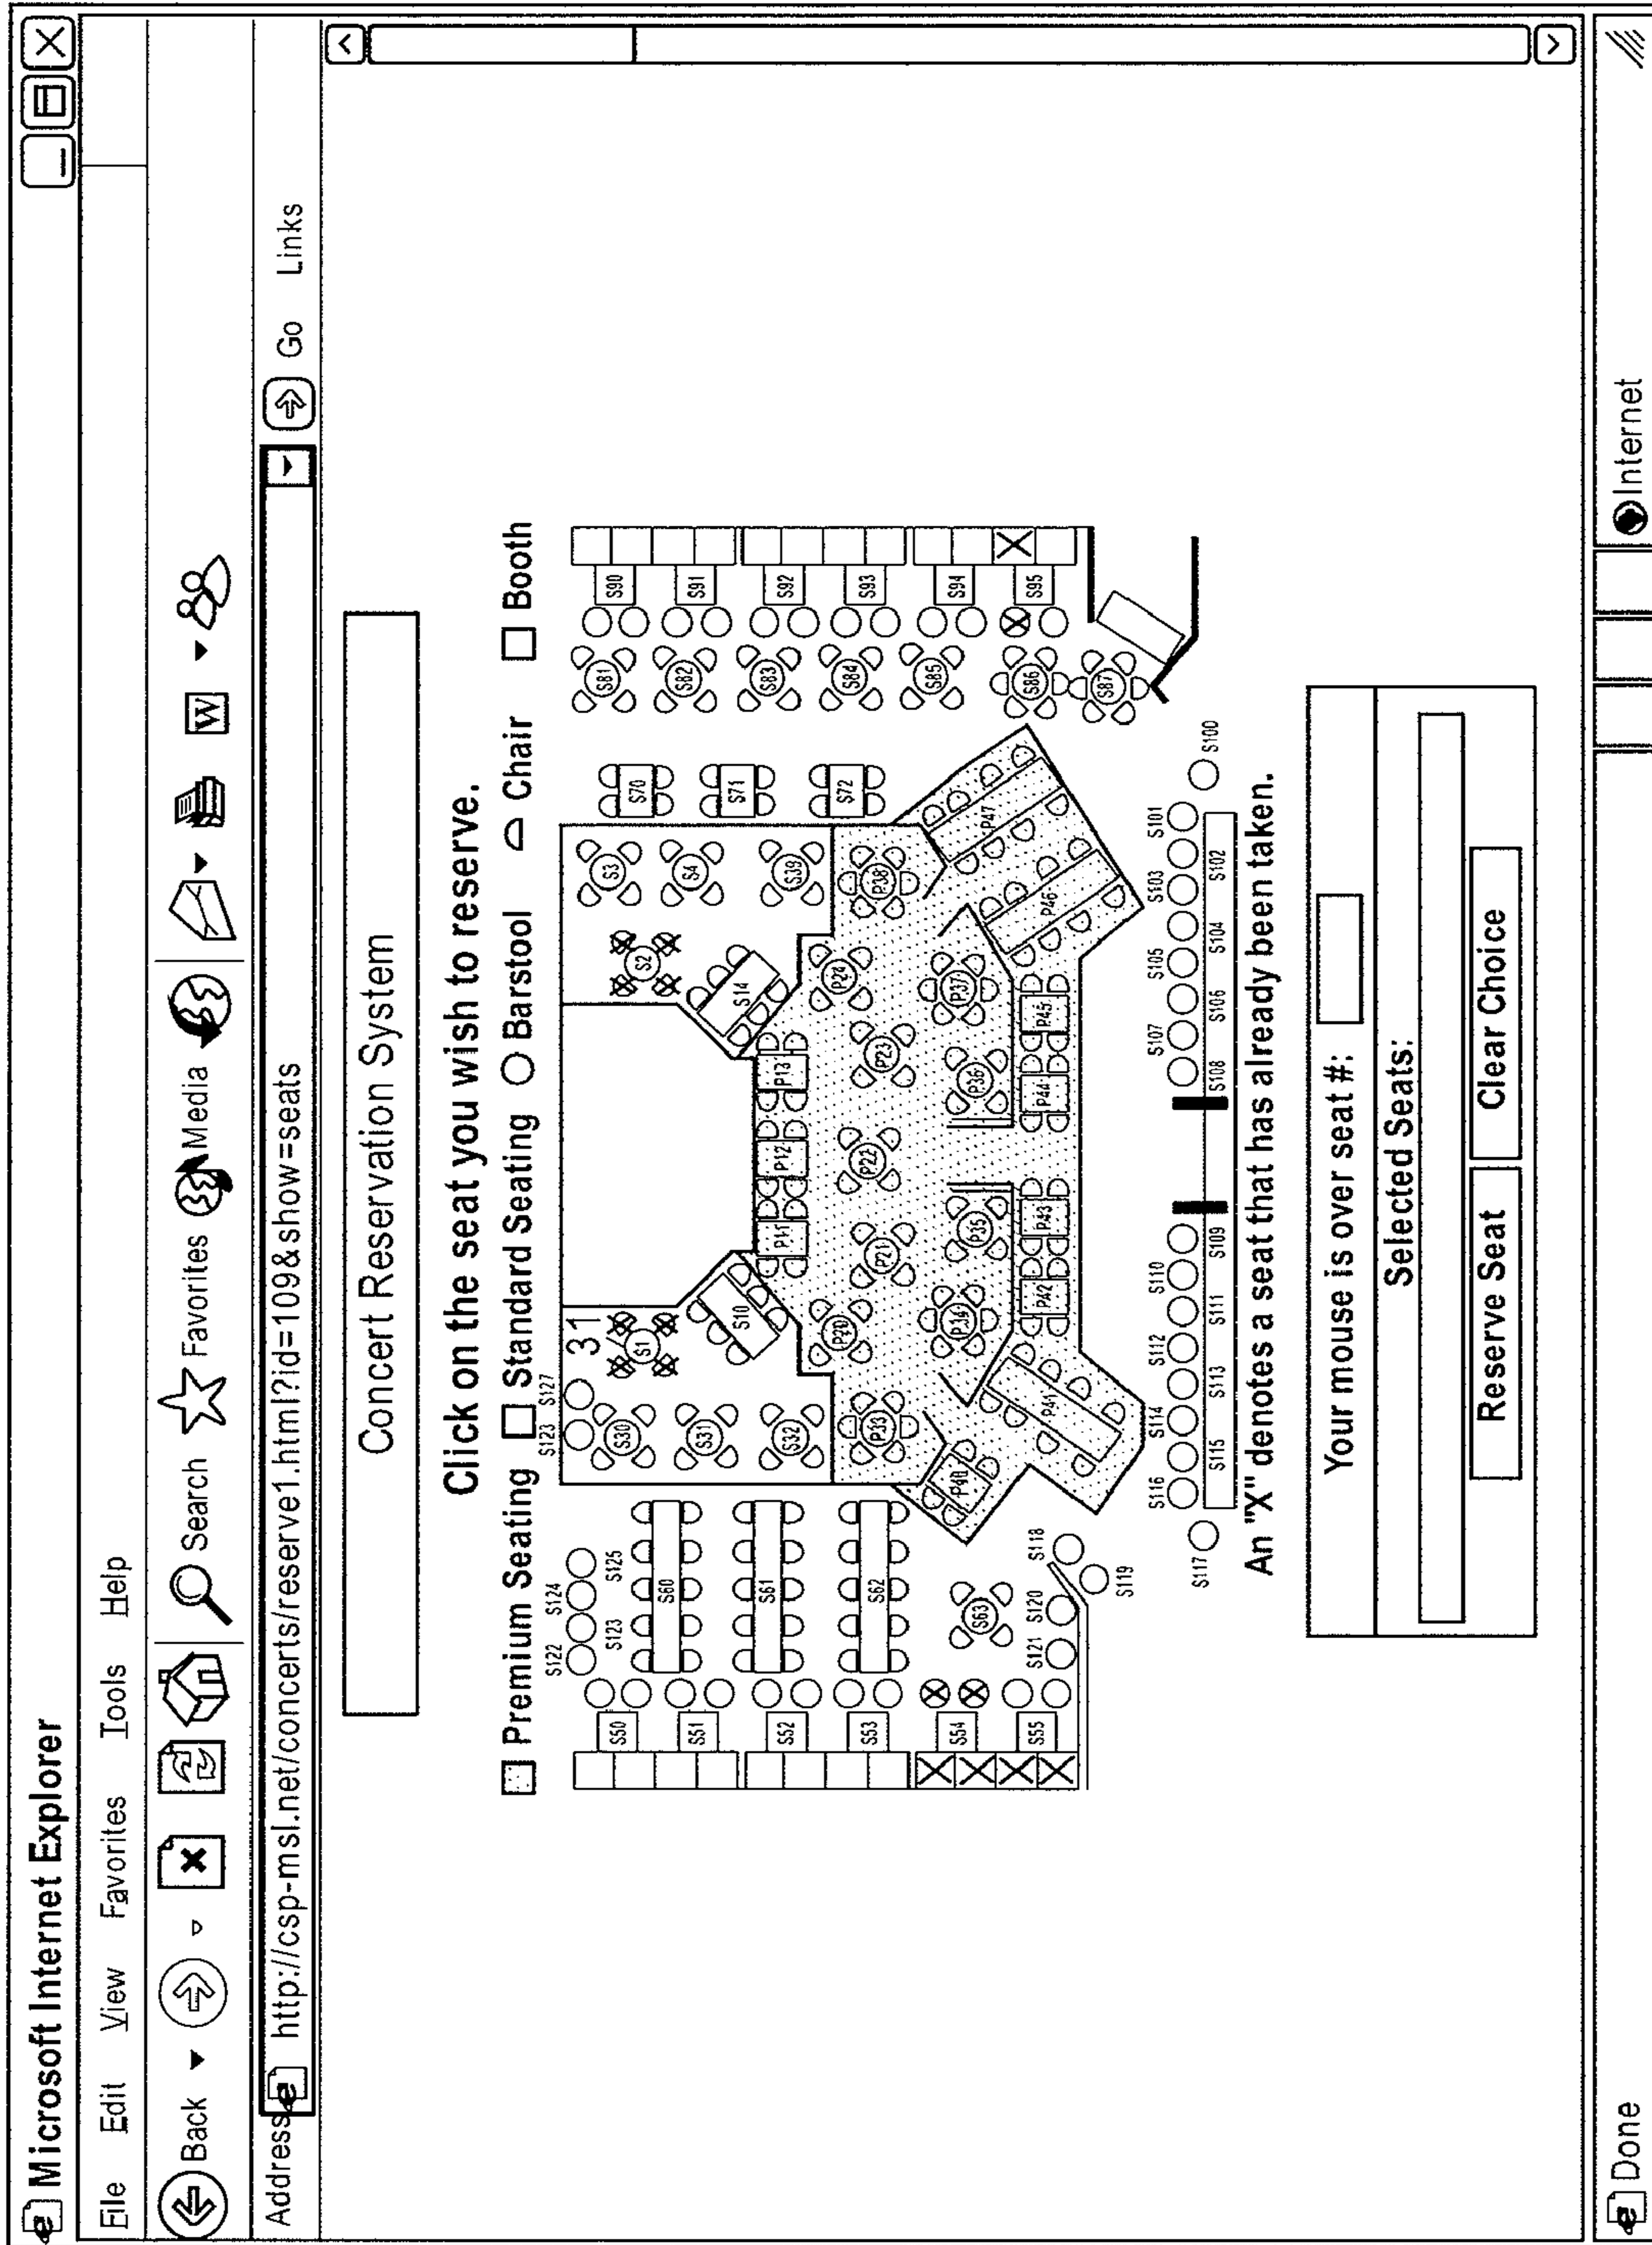 Microsoft Internet Explorer
File Edit View Favorites Tools Help
Back Search Favorites Media W
Address http://csp-msl.net/concerts/reserve1.html?id=109&show=seats Go Links
Concert Reservation System
Click on the seat you wish to reserve.
Premium Seating Standard Seating Barstool Chair Booth
S122 S124 S123 S127
S123 S125 31
S50 S60 S30 S1 S2 S3 S70 S81 S90
S51 S61 S31 S10 S14 S4 S71 S82 S91
S52 S32 P11 P12 P13 S39 S83 S92
S53 S62 P33 P20 P21 P22 P23 P24 P38 S72 S84 S93
S54 S63 P40 P34 P35 P36 P37 P47 S85 S94
S55 S121 S120 S118 P41 P42 P43 P44 P45 P46 S86 S95
S119 S87
S117 S116 S114 S112 S110 S107 S105 S103 S101 S100
S115 S113 S111 S109 S108 S106 S104 S102
An "X" denotes a seat that has already been taken.
Your mouse is over seat #:
Selected Seats:
Reserve Seat Clear Choice
Done Internet